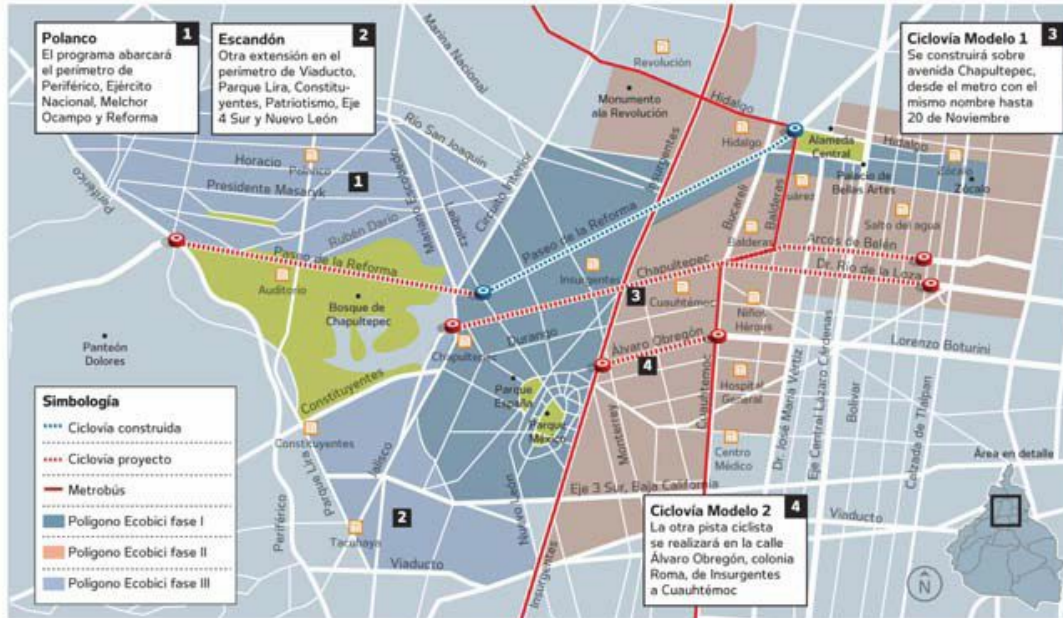 Polanco 1
El programa abarcará
el perímetro de
Periférico, Ejército
Nacional, Melchor
Ocampo y Reforma
Escandón 2
Otra extensión en el
perímetro de Viaducto,
Parque Lira, Constitu-
yentes, Patriotismo, Eje
4 Sur y Nuevo León
Ciclovía Modelo 1 3
Se construirá sobre
avenida Chapultepec,
desde el metro con el
mismo nombre hasta
20 de Noviembre
Marina Nacional
Revolución
Monumento
ala Revolución
Hidalgo
Hidalgo
Alameda
Central
Hidalgo
Palacio de
Bellas Artes
Zócalo
Zócalo
Río San Joaquín
Horacio
Polanco
1
Presidente Masaryk
Mariano Escobedo
Circuito Interior
Insurgentes
Bucareli
Balderas
Juárez
Salto del agua
Periférico
Rubén Darío
Paseo de la Reforma
Paseo de la Reforma
Balderas
Arcos de Belén
Dr. Río de la Loza
Auditorio
Bosque de
Chapultepec
Insurgentes
Chapultepec
3
Cuauhtémoc
Niños
Héroes
Panteón
Dolores
Chapultepec
Durango
Álvaro Obregón
4
Lorenzo Boturini
Constituyentes
Parque
España
Parque
México
Monterrey
Cuauhtémoc
Hospital
General
Dr. José María Vértiz
Eje Central Lázaro Cárdenas
Bolivar
Calzada de Tlalpan
Centro
Médico
Simbología
Ciclovía construida
Ciclovía proyecto
Metrobús
Polígono Ecobici fase I
Polígono Ecobici fase II
Polígono Ecobici fase III
Constituyentes
Parque Lira
Jalisco
Periférico
2
Tacubaya
Viaducto
Nuevo León
Insurgentes
Eje 3 Sur, Baja California
Ciclovía Modelo 2 4
La otra pista ciclista
se realizará en la calle
Álvaro Obregón, colonia
Roma, de Insurgentes
a Cuauhtémoc
Viaducto
Área en detalle
N